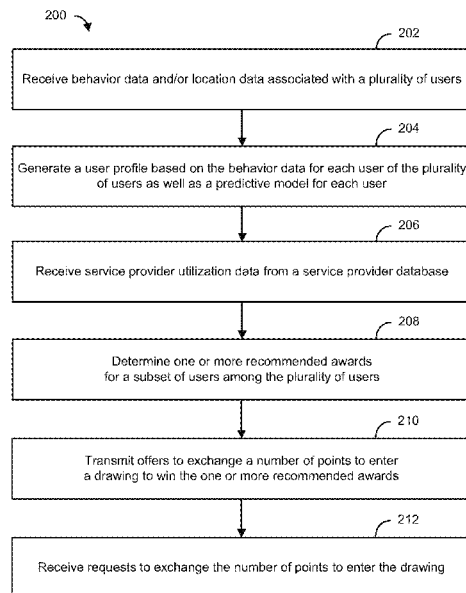 200
202
Receive behavior data and/or location data associated with a plurality of users
204
Generate a user profile based on the behavior data for each user of the plurality
of users as well as a predictive model for each user
206
Receive service provider utilization data from a service provider database
208
Determine one or more recommended awards
for a subset of users among the plurality of users
210
Transmit offers to exchange a number of points to enter
a drawing to win the one or more recommended awards
212
Receive requests to exchange the number of points to enter the drawing